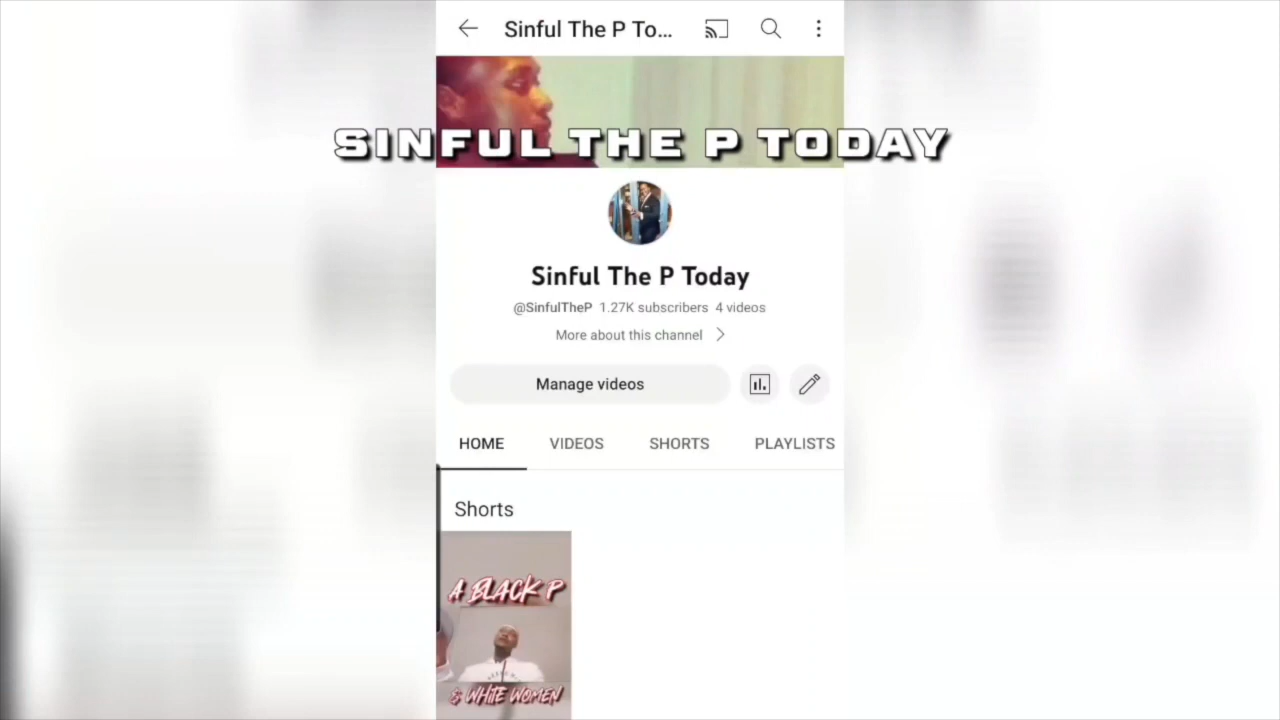 Sinful The P To...
SINFUL THE P TODAY
Sinful The P Today
@SinfulTheP 1.27K subscribers 4 videos
More about this channel
Manage videos
HOME VIDEOS SHORTS PLAYLISTS
Shorts
A BLACK P
& WHITE WOMEN